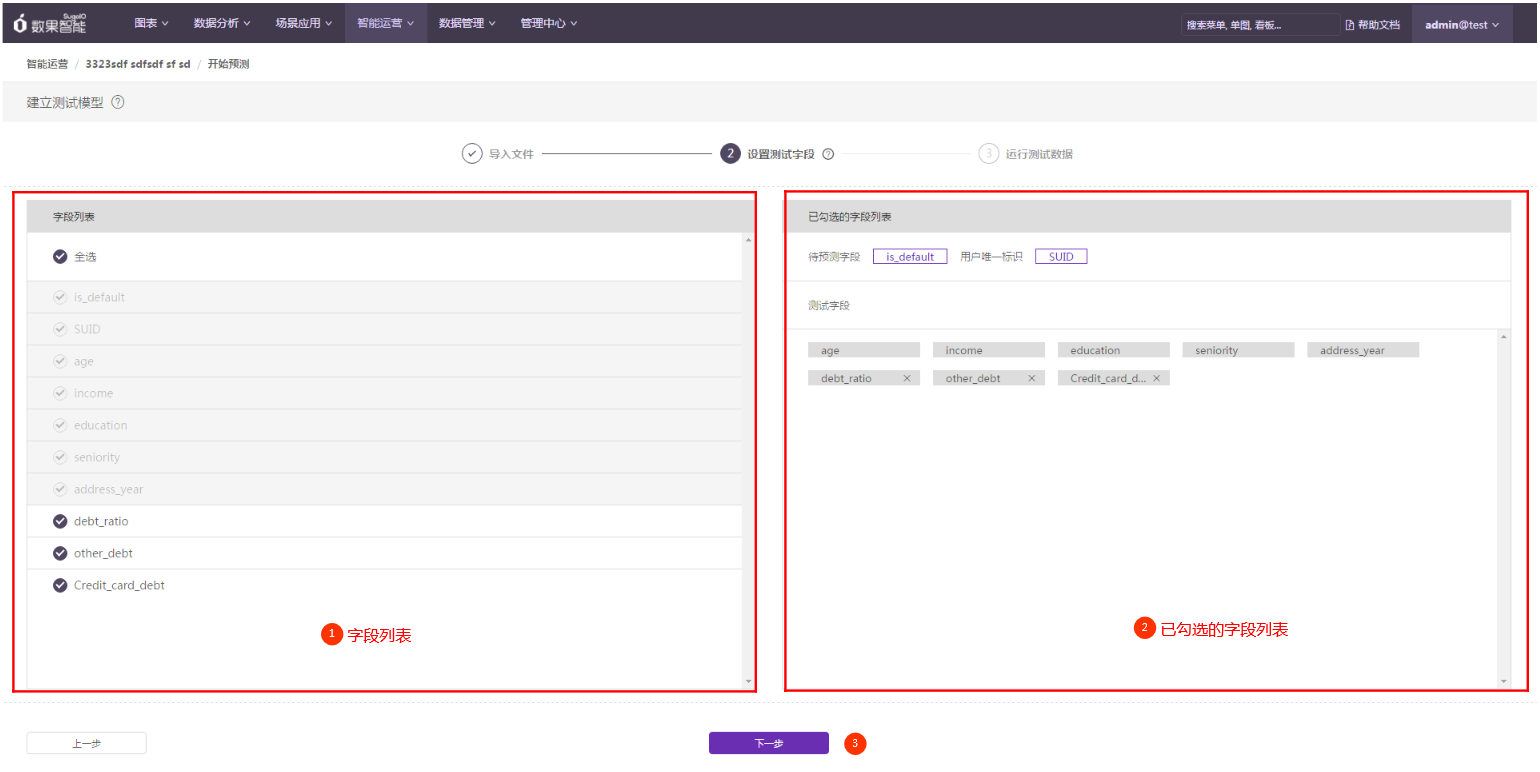 SugoIO
数果智能 图表 数据分析 场景应用 智能运营 数据管理 管理中心 搜索菜单, 单图, 看板... 帮助文档 admin@test
智能运营 / 3323sdf sdfsdf sf sd / 开始预测
建立测试模型 ?
导入文件 2 设置测试字段 ? 3 运行测试数据
字段列表
全选
is_default
SUID
age
income
education
seniority
address_year
debt_ratio
other_debt
Credit_card_debt
1 字段列表
已勾选的字段列表
待预测字段 is_default 用户唯一标识 SUID
测试字段
age income education seniority address_year
debt_ratio × other_debt × Credit_card_d... ×
2 已勾选的字段列表
上一步 下一步 3